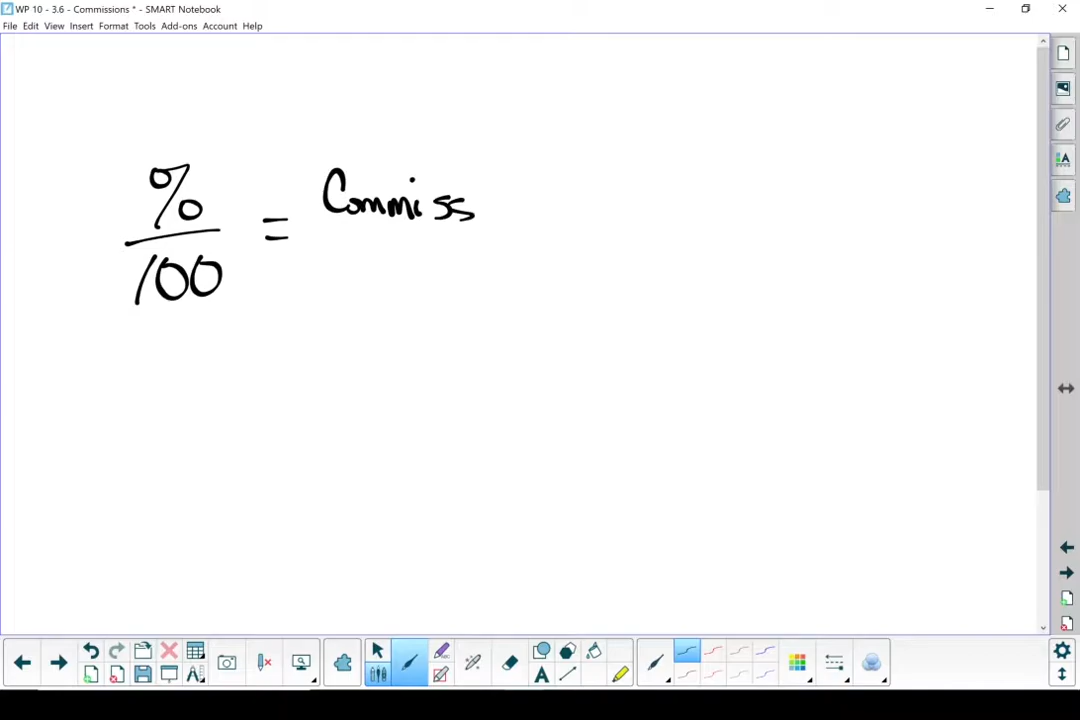 WP 10 - 3.6 - Commissions * - SMART Notebook
File Edit View Insert Format Tools Add-ons Account Help
%
100
=
Commiss